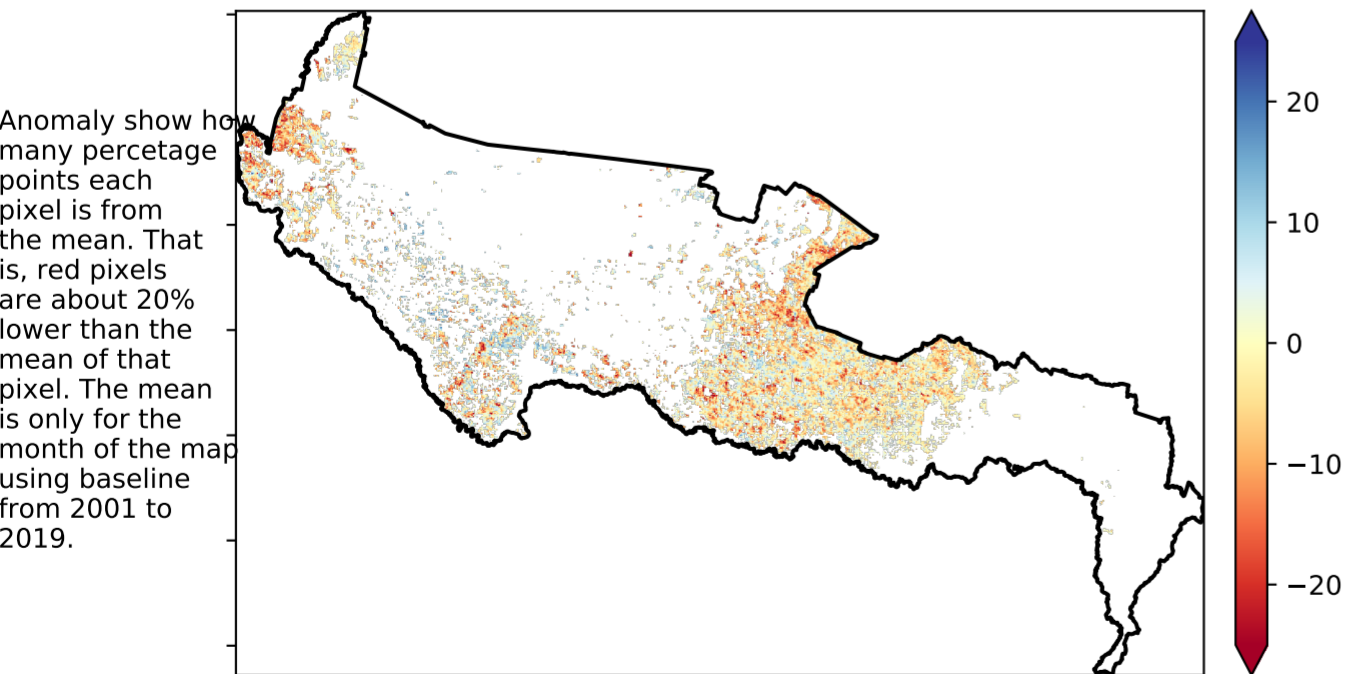 Anomaly show how
many percetage
points each
pixel is from
the mean. That
is, red pixels
are about 20%
lower than the
mean of that
pixel. The mean
is only for the
month of the map
using baseline
from 2001 to
2019.
20
10
0
−10
−20